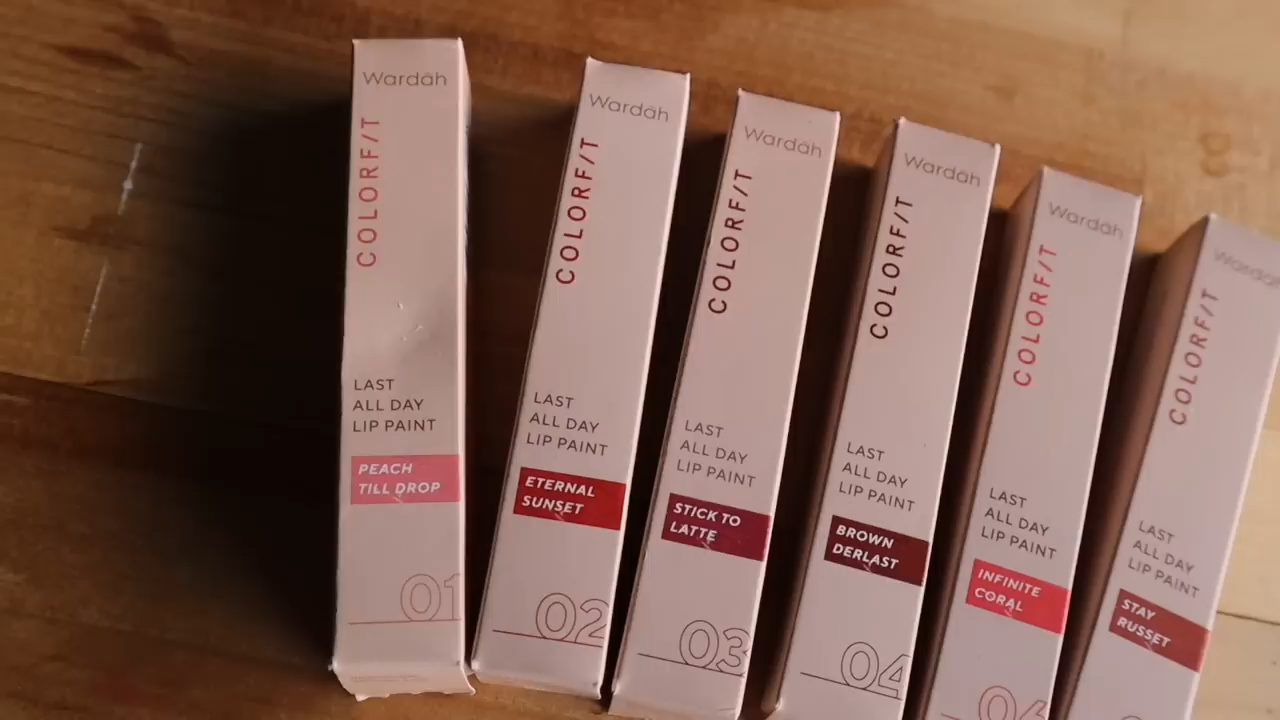 Wardah
COLORF/T
LAST
ALL DAY
LIP PAINT
PEACH
TILL DROP
01
Wardah
COLORF/T
LAST
ALL DAY
LIP PAINT
ETERNAL
SUNSET
02
Wardah
COLORF/T
LAST
ALL DAY
LIP PAINT
STICK TO
LATTE
03
Wardah
COLORF/T
LAST
ALL DAY
LIP PAINT
BROWN
DERLAST
04
Wardah
COLORF/T
LAST
ALL DAY
LIP PAINT
INFINITE
CORAL
06
Wardah
COLORF/T
LAST
ALL DAY
LIP PAINT
STAY
RUSSET